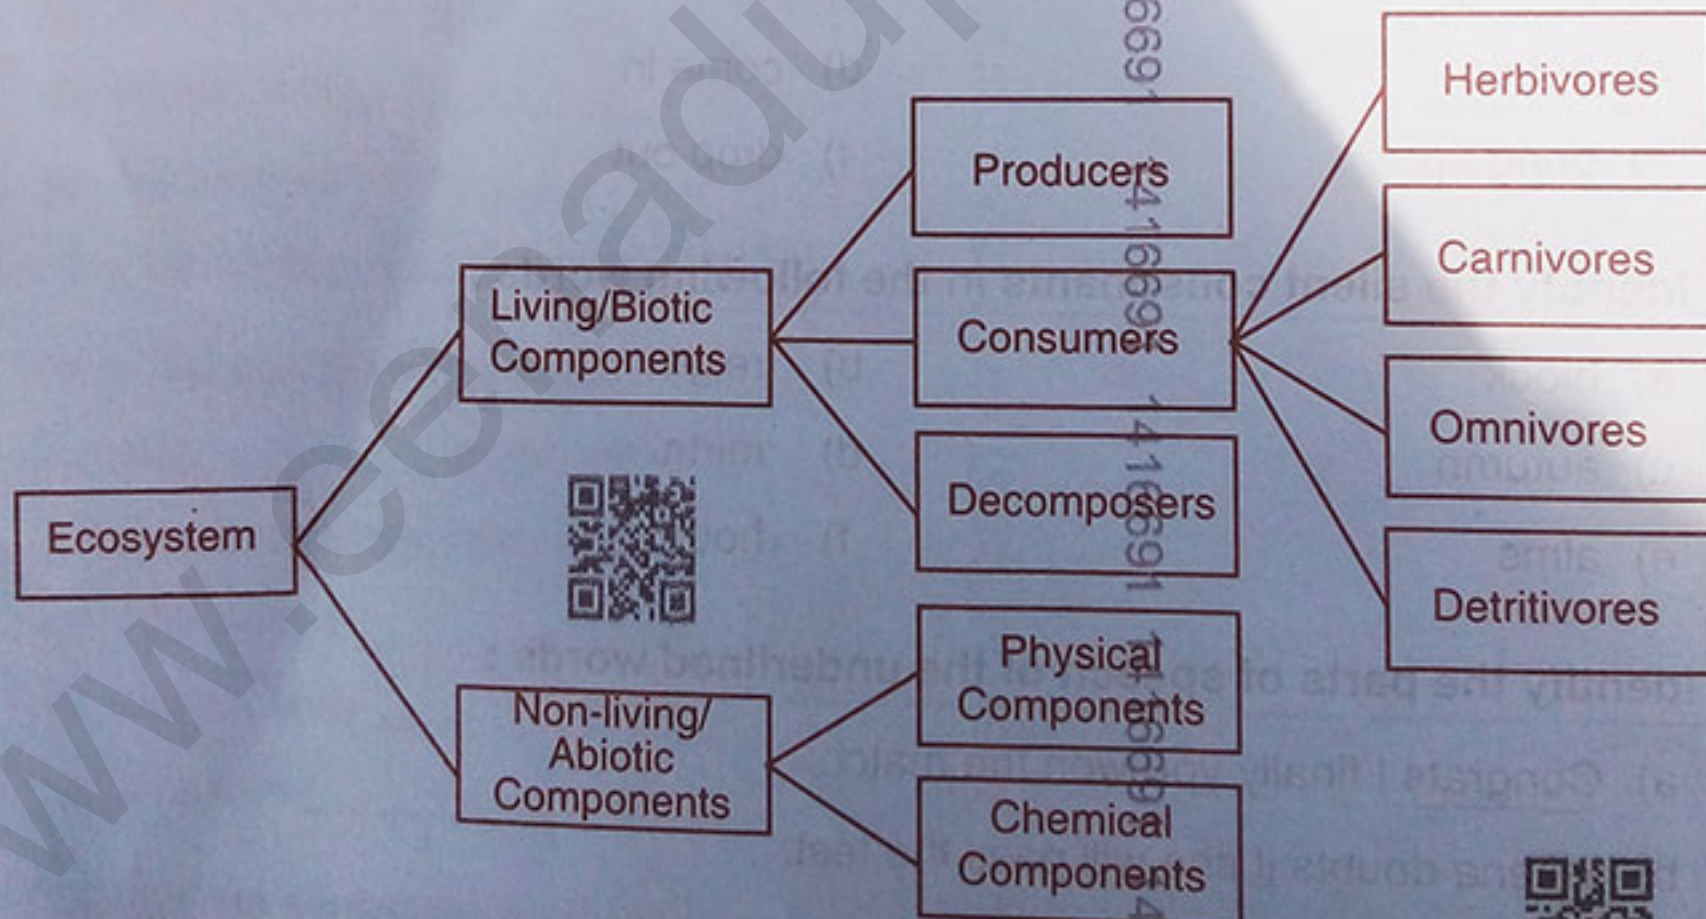 Herbivores
Producers
Carnivores
Living/Biotic
Components
Consumers
Omnivores
Decomposers
Ecosystem
Detritivores
Physical
Components
Non-living/
Abiotic
Components
Chemical
Components